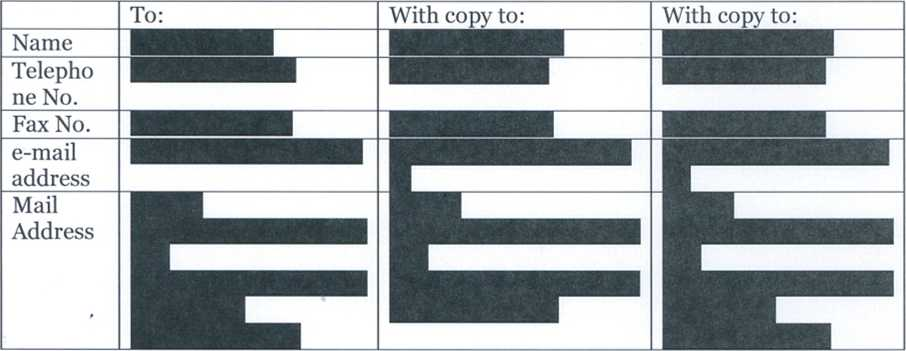 To: With copy to: With copy to:
Name
Telepho
ne No.
Fax No.
e-mail
address
Mail
Address